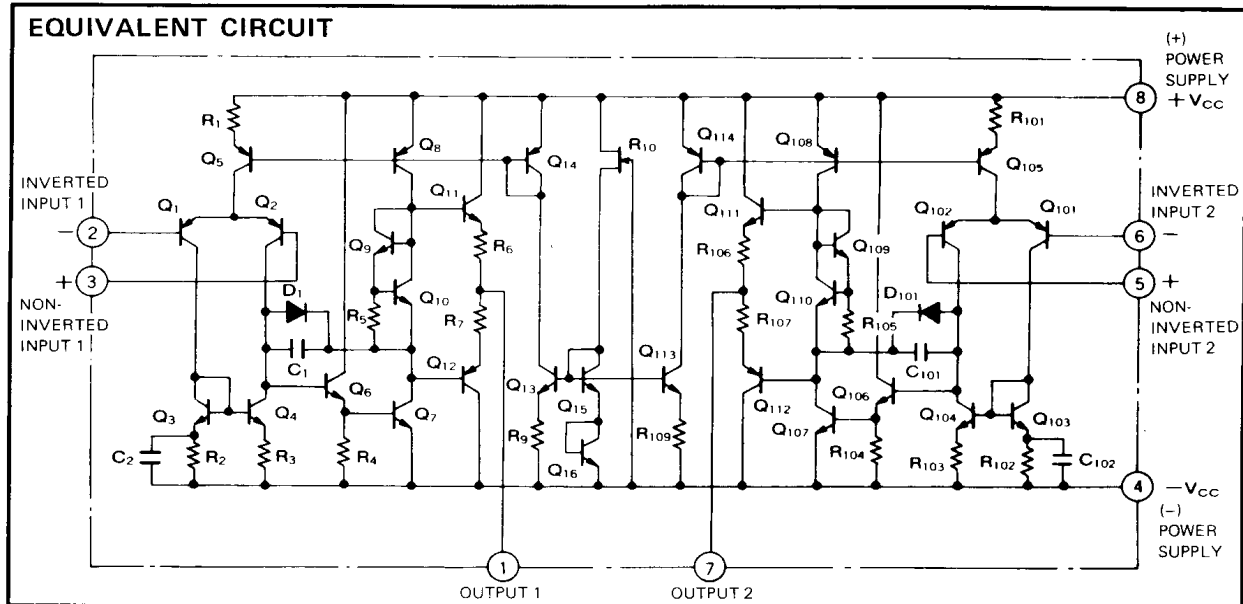 EQUIVALENT CIRCUIT
(+)
POWER
SUPPLY
8
+VCC
R1
Q5
Q8
Q14
R10
Q114
Q108
R101
Q105
INVERTED
INPUT 1
− 2
+ 3
NON-
INVERTED
INPUT 1
Q1
Q2
Q11
Q9
R6
Q10
D1
R5
R7
C1
Q12
Q6
Q3
Q4
Q7
C2
R2
R3
R4
Q13
Q15
R9
Q16
Q113
R109
Q111
R106
Q109
Q110
R107
R105
Q112
Q106
Q107
R104
Q102
Q101
D101
C101
Q104
Q103
R103
R102
C102
INVERTED
INPUT 2
6 −
5 +
NON-
INVERTED
INPUT 2
4
−VCC
(−)
POWER
SUPPLY
1
OUTPUT 1
7
OUTPUT 2